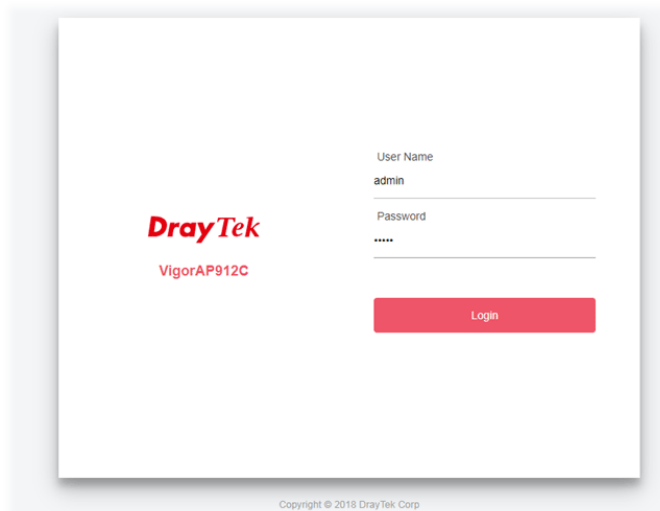 DrayTek
VigorAP912C
User Name
admin
Password
•••••
Login
Copyright © 2018 DrayTek Corp